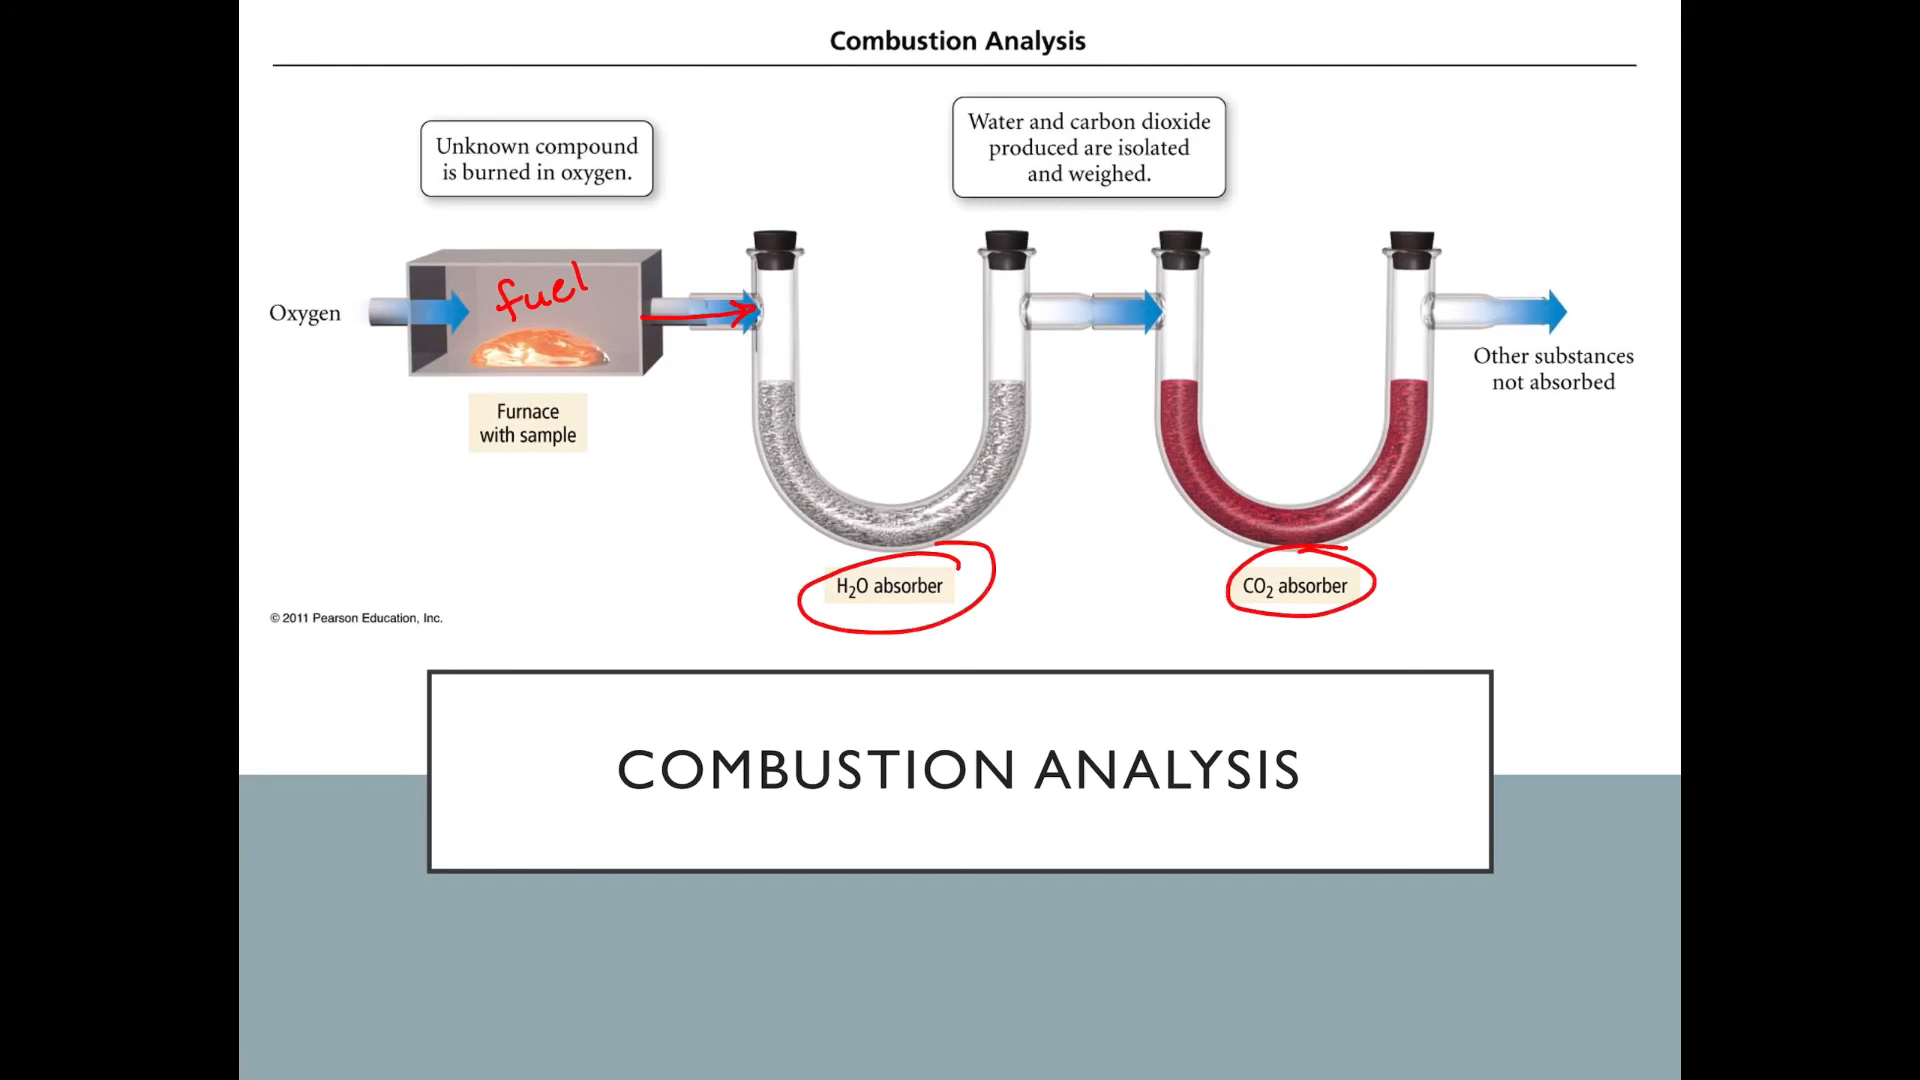 Combustion Analysis
Unknown compound
is burned in oxygen.
Water and carbon dioxide
produced are isolated
and weighed.
fuel
Oxygen
Other substances
not absorbed
Furnace
with sample
H₂O absorber
CO₂ absorber
© 2011 Pearson Education, Inc.
COMBUSTION ANALYSIS